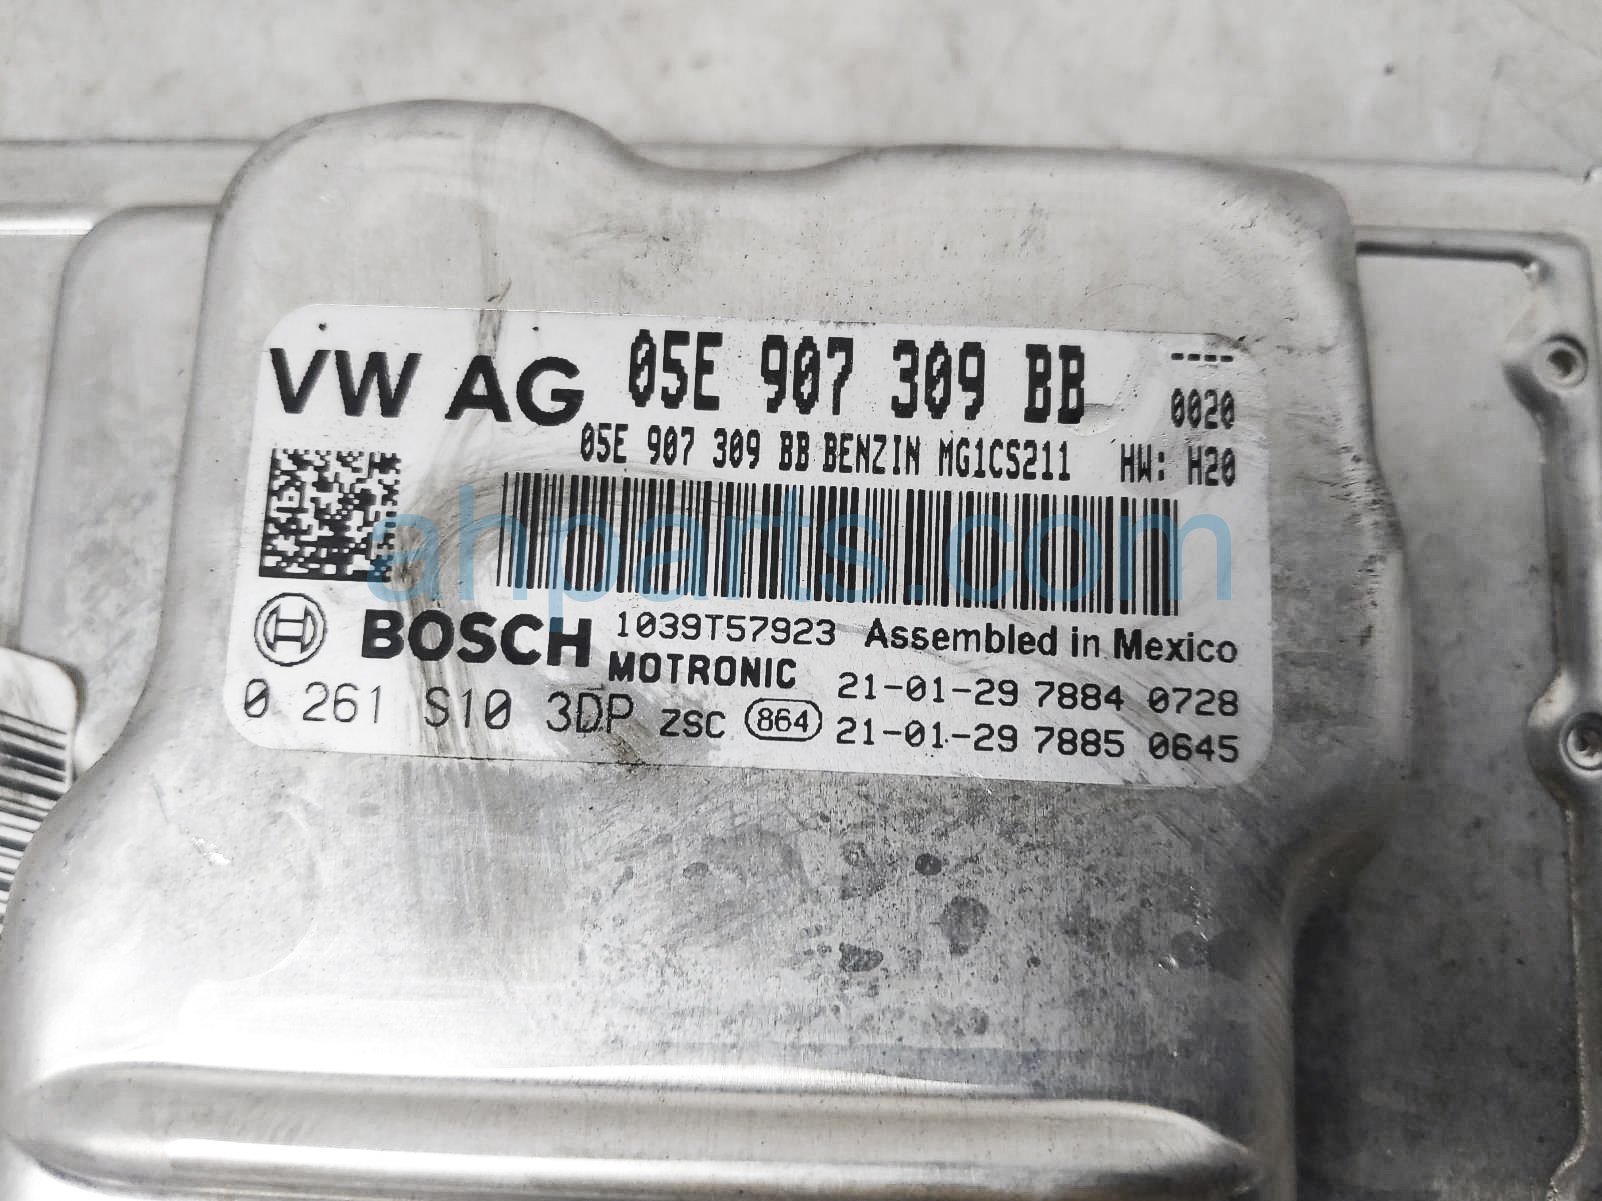 VW AG 05E 907 309 BB ----
0020
05E 907 309 BB BENZIN MG1CS211 HW: H20
ahparts.com
BOSCH 1039T57923 Assembled in Mexico
MOTRONIC 21-01-29 7884 0728
0 261 S10 3DP ZSC 864 21-01-29 7885 0645